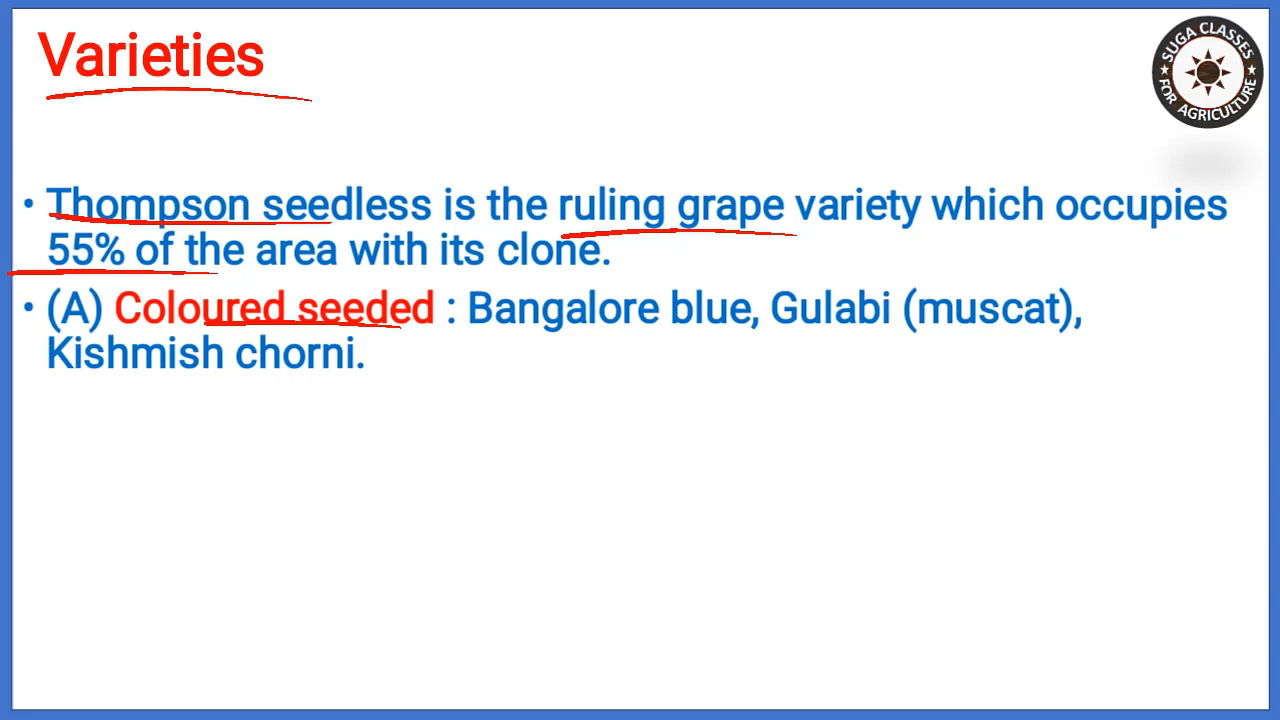 Varieties
SUGA CLASSES
FOR AGRICULTURE
• Thompson seedless is the ruling grape variety which occupies
55% of the area with its clone.
• (A) Coloured seeded : Bangalore blue, Gulabi (muscat),
Kishmish chorni.